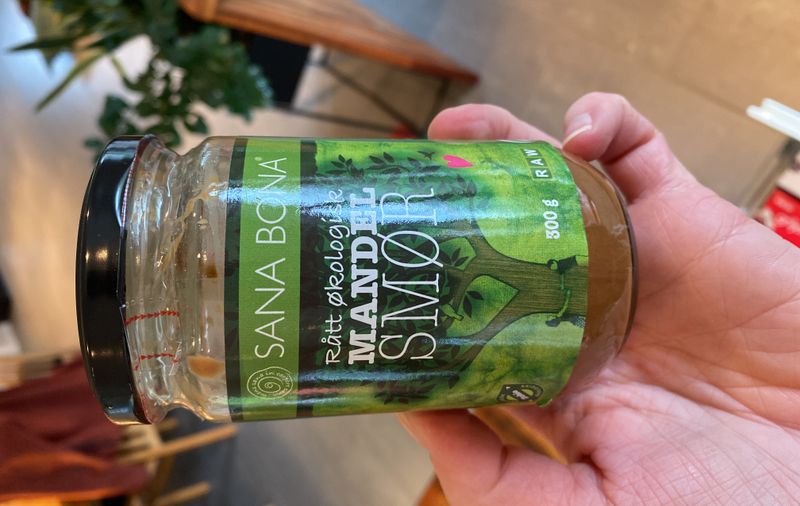 SANA BONA®
Rått økologisk
MANDEL
SMØR
300 g
RAW